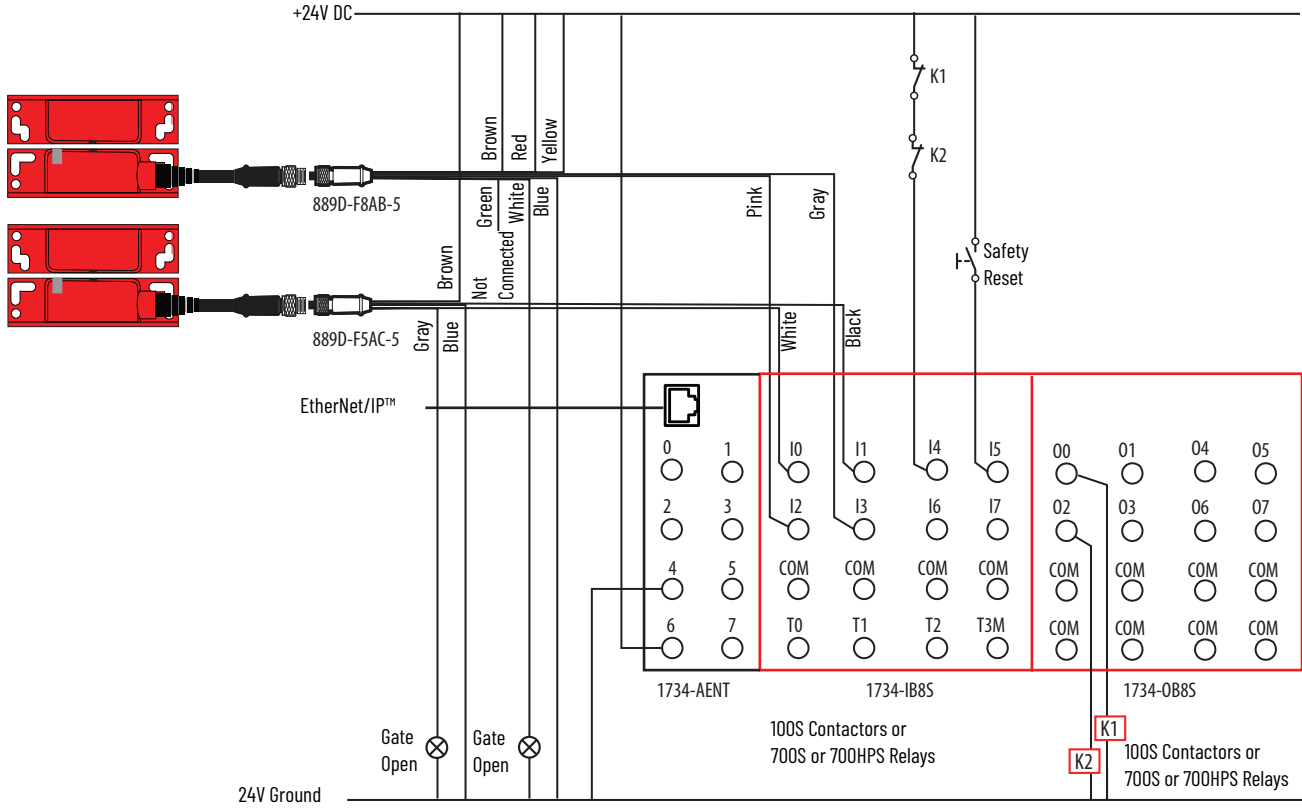 +24V DC
K1
K2
Brown
Red
Yellow
Pink
Gray
889D-F8AB-5
Green
White
Blue
Safety
Reset
Brown
Not
Connected
889D-F5AC-5
Gray
Blue
White
Black
EtherNet/IP™
0 1 I0 I1 I4 I5 O0 O1 O4 O5
2 3 I2 I3 I6 I7 O2 O3 O6 O7
4 5 COM COM COM COM COM COM COM COM
6 7 T0 T1 T2 T3M COM COM COM COM
1734-AENT
1734-IB8S
1734-OB8S
Gate
Open
Gate
Open
100S Contactors or
700S or 700HPS Relays
K1
K2
100S Contactors or
700S or 700HPS Relays
24V Ground